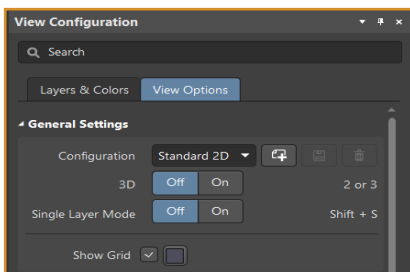 View Configuration
Search
Layers & Colors View Options
General Settings
Configuration Standard 2D
3D Off On 2 or 3
Single Layer Mode Off On Shift + S
Show Grid